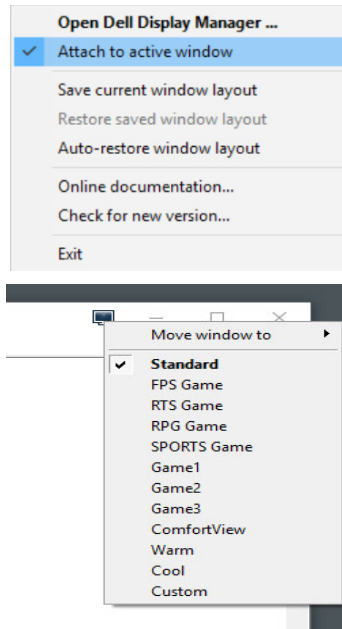 Open Dell Display Manager ...
Attach to active window
Save current window layout
Restore saved window layout
Auto-restore window layout
Online documentation...
Check for new version...
Exit
Move window to
Standard
FPS Game
RTS Game
RPG Game
SPORTS Game
Game1
Game2
Game3
ComfortView
Warm
Cool
Custom